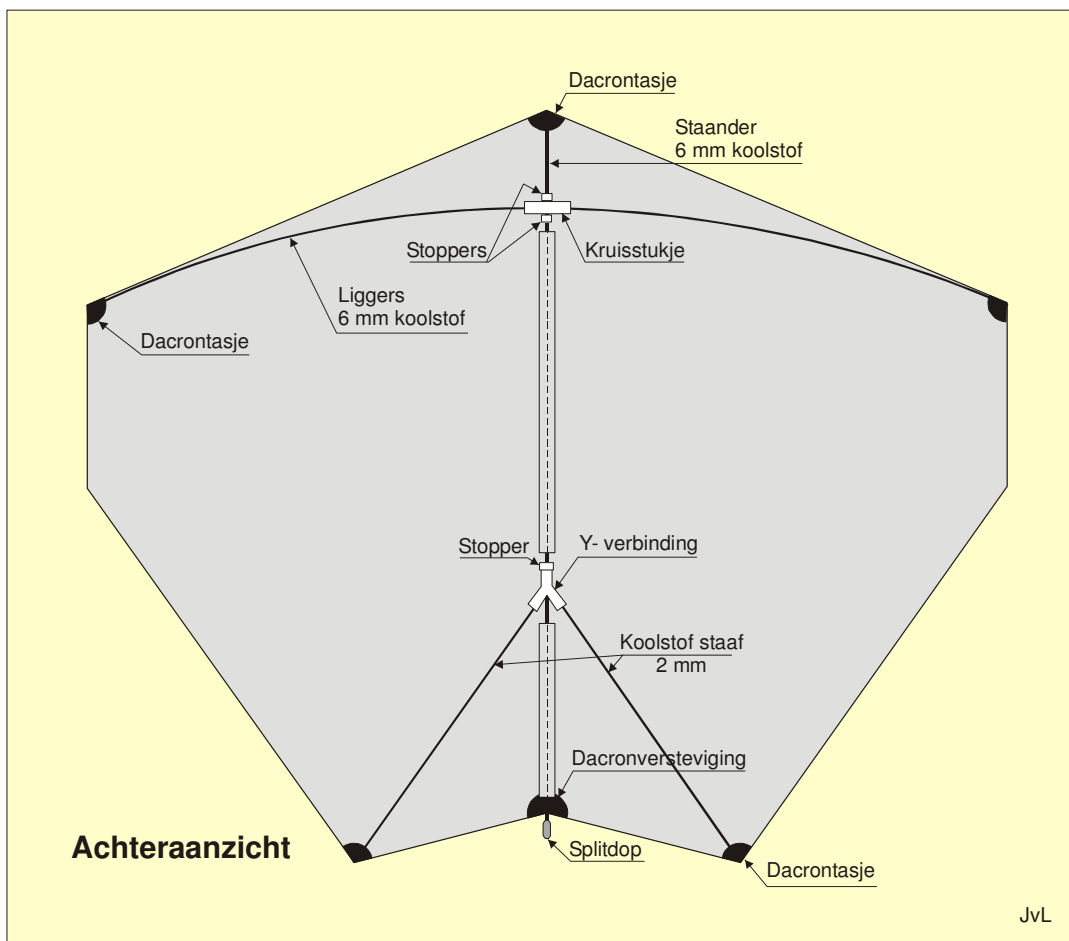 Dacrontasje
Staander
6 mm koolstof
Stoppers
Kruisstukje
Liggers
6 mm koolstof
Dacrontasje
Stopper
Y- verbinding
Koolstof staaf
2 mm
Dacronversteviging
Achteraanzicht
Splitdop
Dacrontasje
JvL